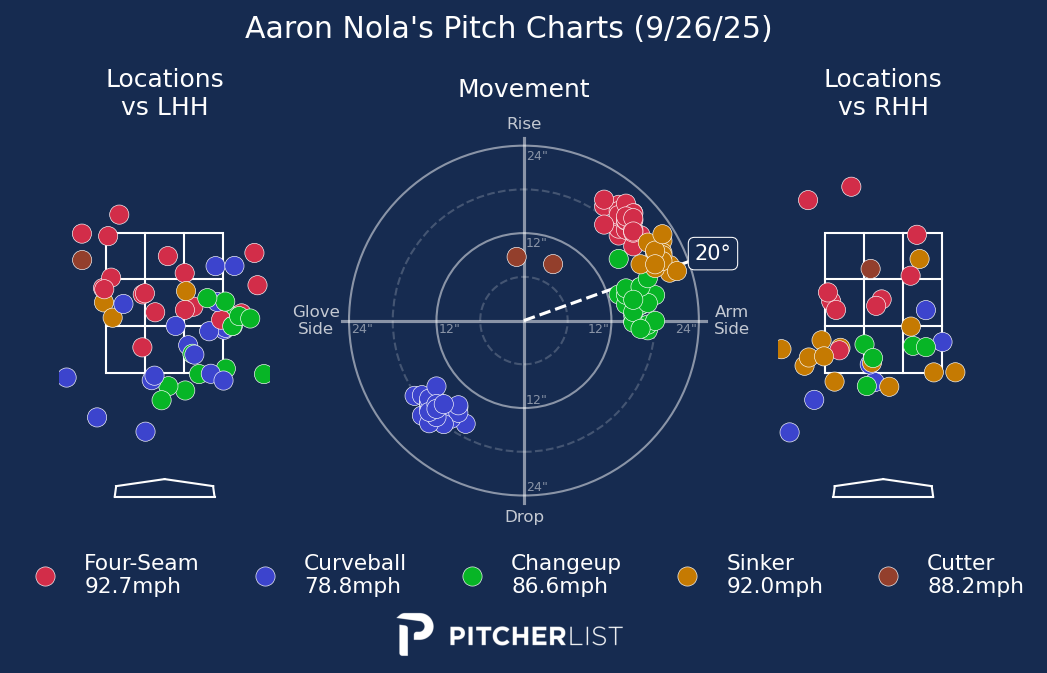 Aaron Nola's Pitch Charts (9/26/25)
Locations
vs LHH
Movement
Locations
vs RHH
Rise
24"
12"
20°
Glove
Side
24"
12"
12"
24"
Arm
Side
12"
24"
Drop
Four-Seam
92.7mph
Curveball
78.8mph
Changeup
86.6mph
Sinker
92.0mph
Cutter
88.2mph
PITCHERLIST